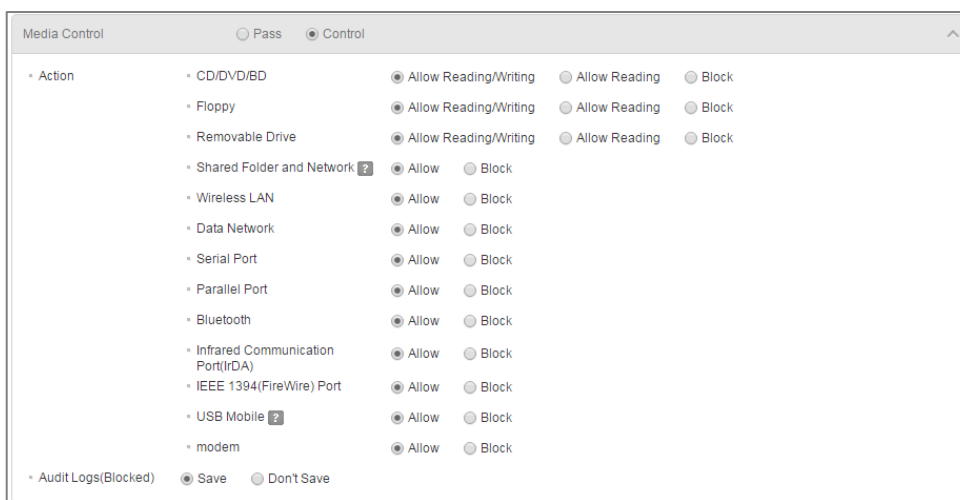 Media Control Pass Control
Action CD/DVD/BD Allow Reading/Writing Allow Reading Block
Floppy Allow Reading/Writing Allow Reading Block
Removable Drive Allow Reading/Writing Allow Reading Block
Shared Folder and Network ? Allow Block
Wireless LAN Allow Block
Data Network Allow Block
Serial Port Allow Block
Parallel Port Allow Block
Bluetooth Allow Block
Infrared Communication
Port(IrDA) Allow Block
IEEE 1394(FireWire) Port Allow Block
USB Mobile ? Allow Block
modem Allow Block
Audit Logs(Blocked) Save Don't Save